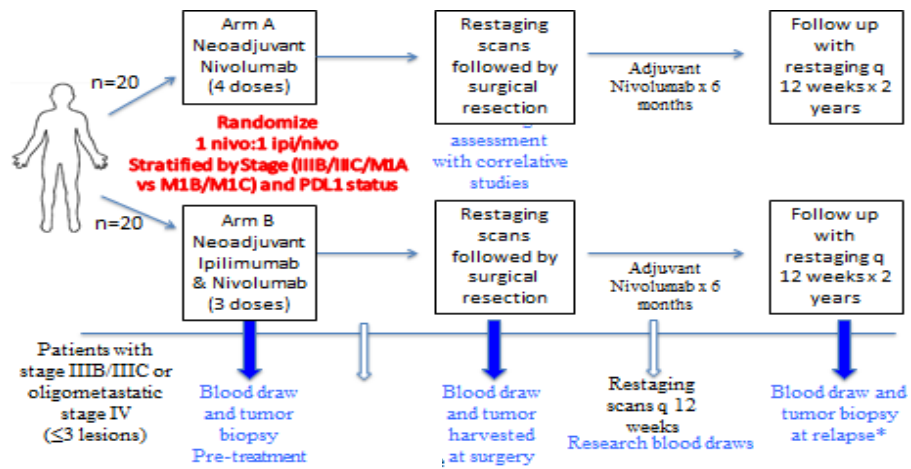 n=20
Arm A
Neoadjuvant
Nivolumab
(4 doses)
Restaging
scans
followed by
surgical
resection
Adjuvant
Nivolumab x 6
months
Follow up
with
restaging q
12 weeks x 2
years
Randomize
1 nivo:1 ipi/nivo
Stratified by Stage (IIIB/IIIC/M1A
vs M1B/M1C) and PDL1 status
assessment
with correlative
studies
n=20
Arm B
Neoadjuvant
Ipilimumab
& Nivolumab
(3 doses)
Restaging
scans
followed by
surgical
resection
Adjuvant
Nivolumab x 6
months
Follow up
with
restaging q
12 weeks x 2
years
Patients with
stage IIIB/IIIC or
oligometastatic
stage IV
(≤3 lesions)
Blood draw
and tumor
biopsy
Pre-treatment
Blood draw
and tumor
harvested
at surgery
Restaging
scans q 12
weeks
Research blood draws
Blood draw and
tumor biopsy
at relapse*